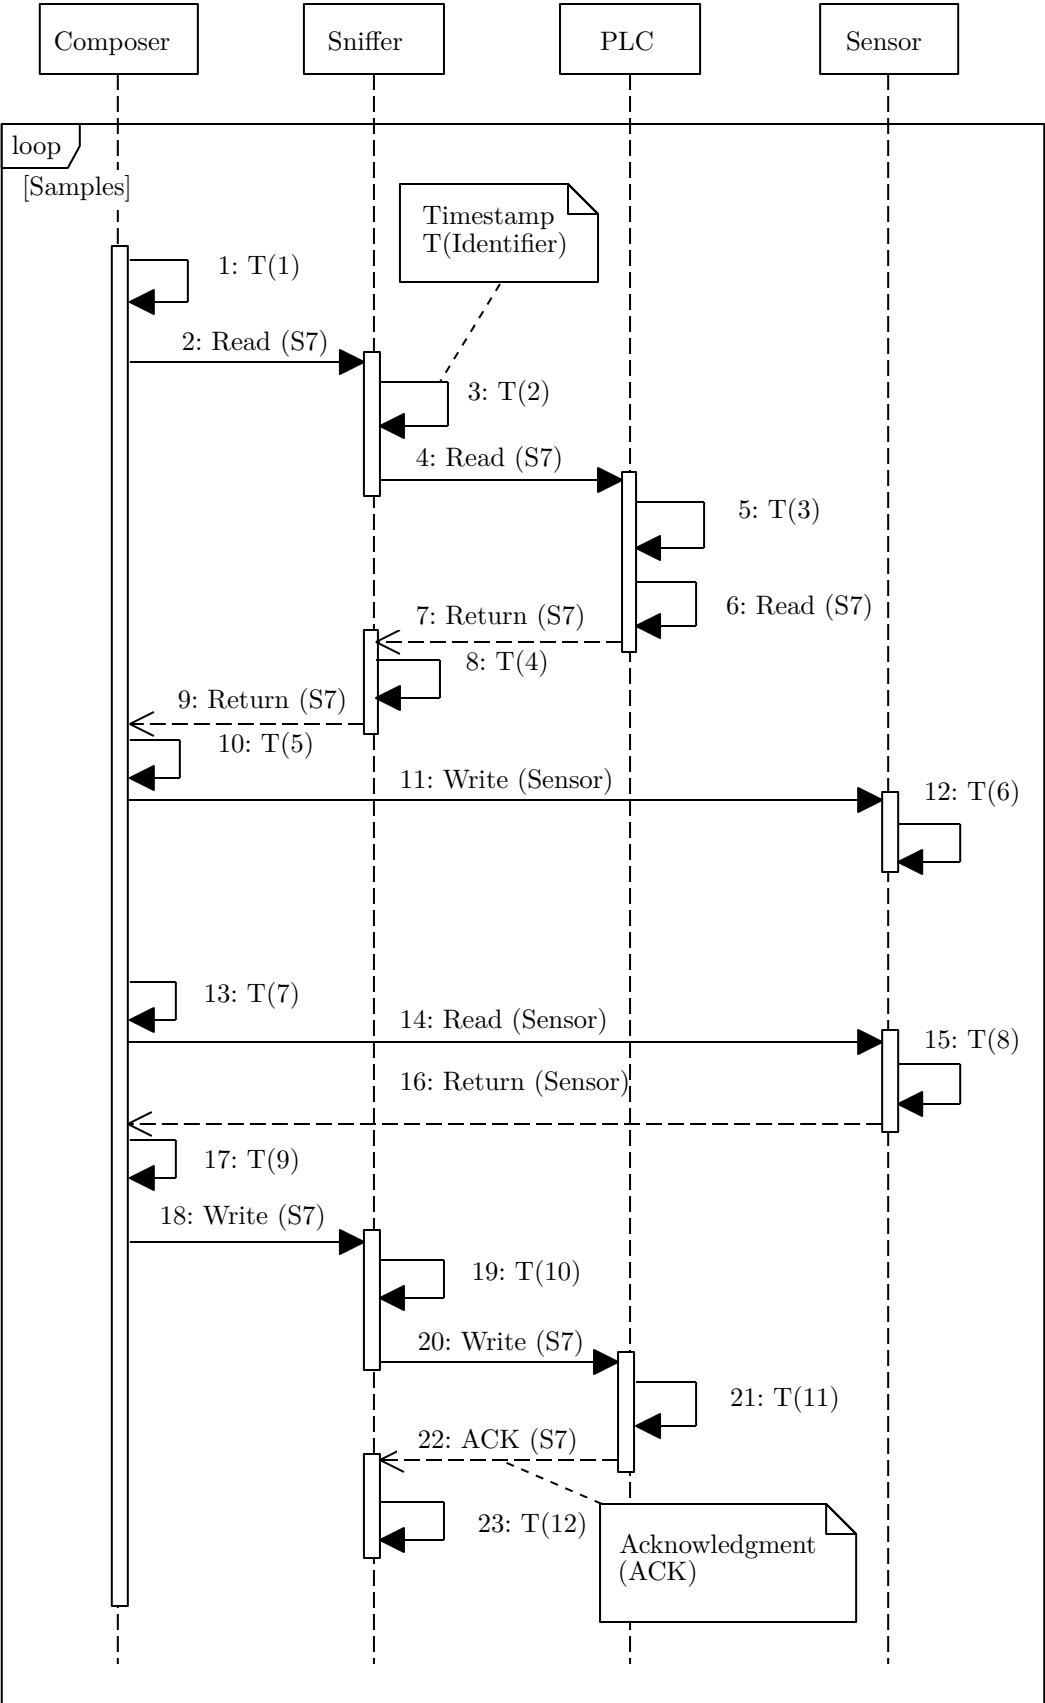 Composer
Sniffer
PLC
Sensor
loop
[Samples]
Timestamp
T(Identifier)
1: T(1)
2: Read (S7)
3: T(2)
4: Read (S7)
5: T(3)
6: Read (S7)
7: Return (S7)
8: T(4)
9: Return (S7)
10: T(5)
11: Write (Sensor)
12: T(6)
13: T(7)
14: Read (Sensor)
15: T(8)
16: Return (Sensor)
17: T(9)
18: Write (S7)
19: T(10)
20: Write (S7)
21: T(11)
22: ACK (S7)
23: T(12)
Acknowledgment
(ACK)